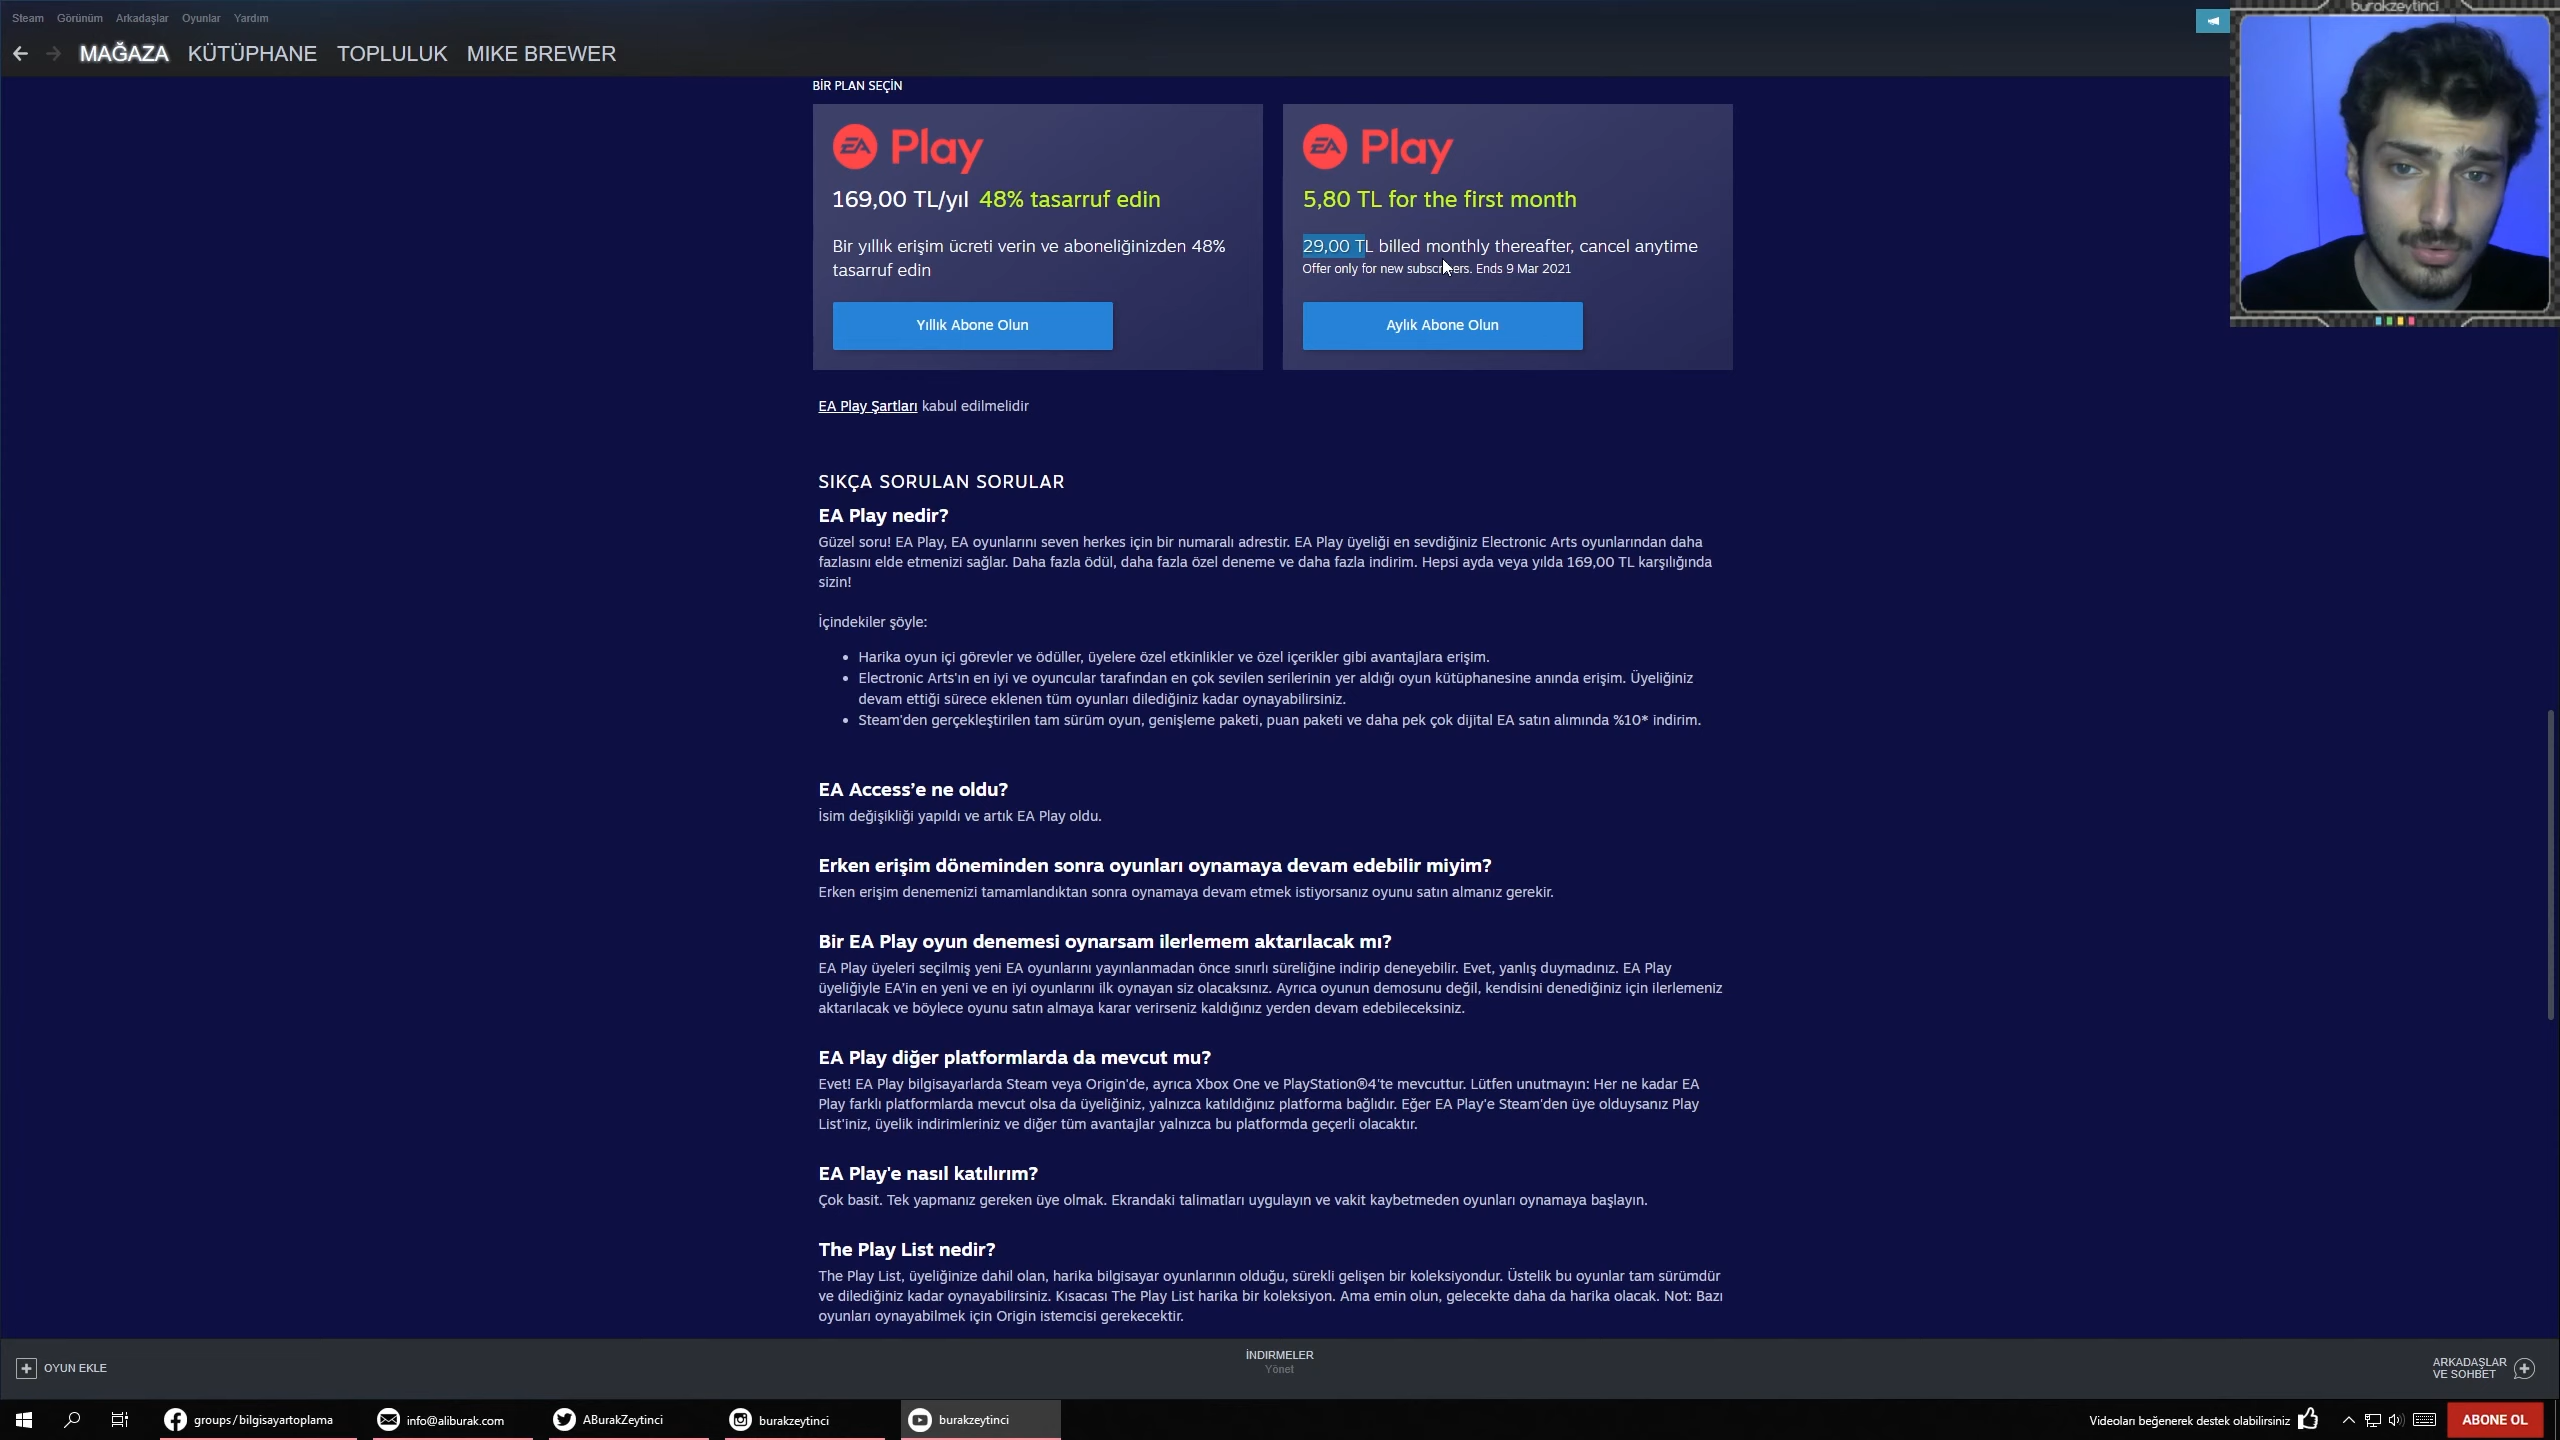 Steam Görünüm Arkadaşlar Oyunlar Yardım
burakzeytinci
MAĞAZA KÜTÜPHANE TOPLULUK MIKE BREWER
BİR PLAN SEÇİN
EA Play
169,00 TL/yıl 48% tasarruf edin
Bir yıllık erişim ücreti verin ve aboneliğinizden 48%
tasarruf edin
Yıllık Abone Olun
EA Play
5,80 TL for the first month
29,00 TL billed monthly thereafter, cancel anytime
Offer only for new subscribers. Ends 9 Mar 2021
Aylık Abone Olun
EA Play Şartları kabul edilmelidir
SIKÇA SORULAN SORULAR
EA Play nedir?
Güzel soru! EA Play, EA oyunlarını seven herkes için bir numaralı adrestir. EA Play üyeliği en sevdiğiniz Electronic Arts oyunlarından daha
fazlasını elde etmenizi sağlar. Daha fazla ödül, daha fazla özel deneme ve daha fazla indirim. Hepsi ayda veya yılda 169,00 TL karşılığında
sizin!
İçindekiler şöyle:
• Harika oyun içi görevler ve ödüller, üyelere özel etkinlikler ve özel içerikler gibi avantajlara erişim.
• Electronic Arts'ın en iyi ve oyuncular tarafından en çok sevilen serilerinin yer aldığı oyun kütüphanesine anında erişim. Üyeliğiniz
devam ettiği sürece eklenen tüm oyunları dilediğiniz kadar oynayabilirsiniz.
• Steam'den gerçekleştirilen tam sürüm oyun, genişleme paketi, puan paketi ve daha pek çok dijital EA satın alımında %10* indirim.
EA Access’e ne oldu?
İsim değişikliği yapıldı ve artık EA Play oldu.
Erken erişim döneminden sonra oyunları oynamaya devam edebilir miyim?
Erken erişim denemenizi tamamlandıktan sonra oynamaya devam etmek istiyorsanız oyunu satın almanız gerekir.
Bir EA Play oyun denemesi oynarsam ilerlemem aktarılacak mı?
EA Play üyeleri seçilmiş yeni EA oyunlarını yayınlanmadan önce sınırlı süreliğine indirip deneyebilir. Evet, yanlış duymadınız. EA Play
üyeliğiyle EA'in en yeni ve en iyi oyunlarını ilk oynayan siz olacaksınız. Ayrıca oyunun demosunu değil, kendisini denediğiniz için ilerlemeniz
aktarılacak ve böylece oyunu satın almaya karar verirseniz kaldığınız yerden devam edebileceksiniz.
EA Play diğer platformlarda da mevcut mu?
Evet! EA Play bilgisayarlarda Steam veya Origin'de, ayrıca Xbox One ve PlayStation®4'te mevcuttur. Lütfen unutmayın: Her ne kadar EA
Play farklı platformlarda mevcut olsa da üyeliğiniz, yalnızca katıldığınız platforma bağlıdır. Eğer EA Play'e Steam'den üye olduysanız Play
List'iniz, üyelik indirimleriniz ve diğer tüm avantajlar yalnızca bu platformda geçerli olacaktır.
EA Play'e nasıl katılırım?
Çok basit. Tek yapmanız gereken üye olmak. Ekrandaki talimatları uygulayın ve vakit kaybetmeden oyunları oynamaya başlayın.
The Play List nedir?
The Play List, üyeliğinize dahil olan, harika bilgisayar oyunlarının olduğu, sürekli gelişen bir koleksiyondur. Üstelik bu oyunlar tam sürümdür
ve dilediğiniz kadar oynayabilirsiniz. Kısacası The Play List harika bir koleksiyon. Ama emin olun, gelecekte daha da harika olacak. Not: Bazı
oyunları oynayabilmek için Origin istemcisi gerekecektir.
OYUN EKLE
İNDİRMELER
Yönet
ARKADAŞLAR
VE SOHBET
groups/bilgisayartoplama info@aliburak.com ABurakZeytinci burakzeytinci burakzeytinci
Videoları beğenerek destek olabilirsiniz
ABONE OL